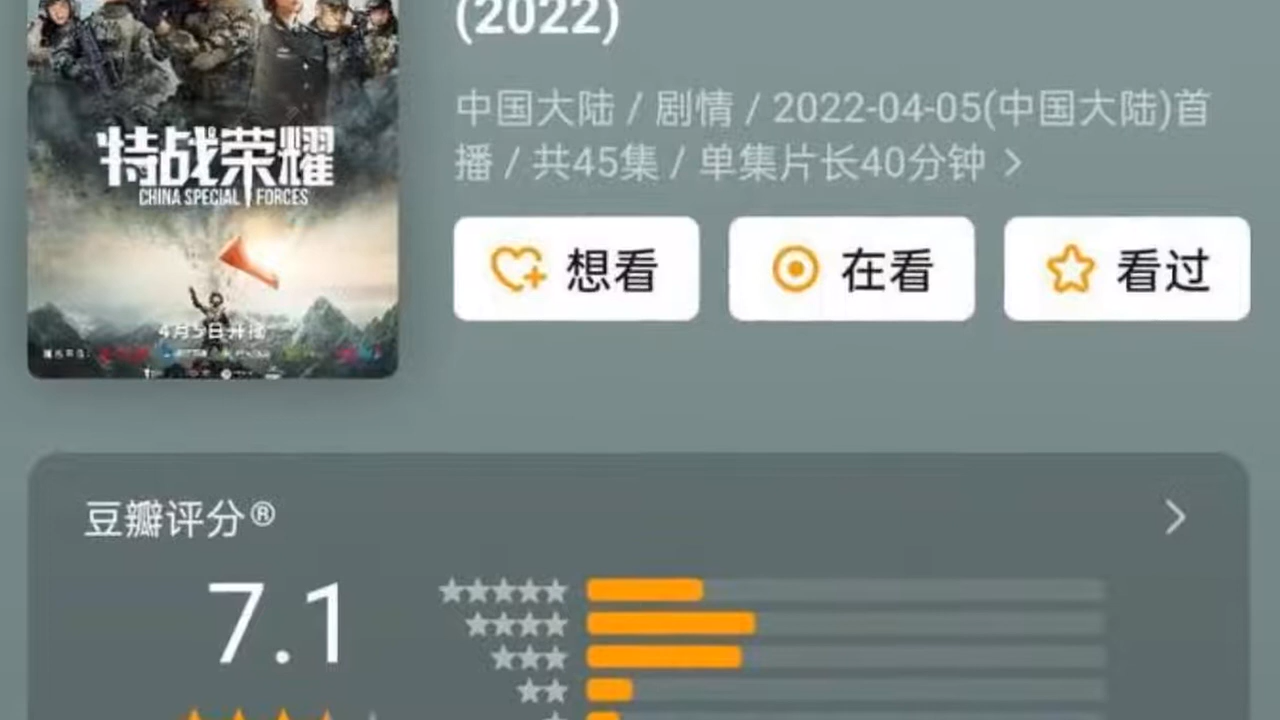 (2022)
中国大陆 / 剧情 / 2022-04-05(中国大陆)首
播 / 共45集 / 单集片长40分钟 >
特战荣耀
CHINA SPECIAL FORCES
4月5日开播
想看
在看
看过
豆瓣评分®
7.1